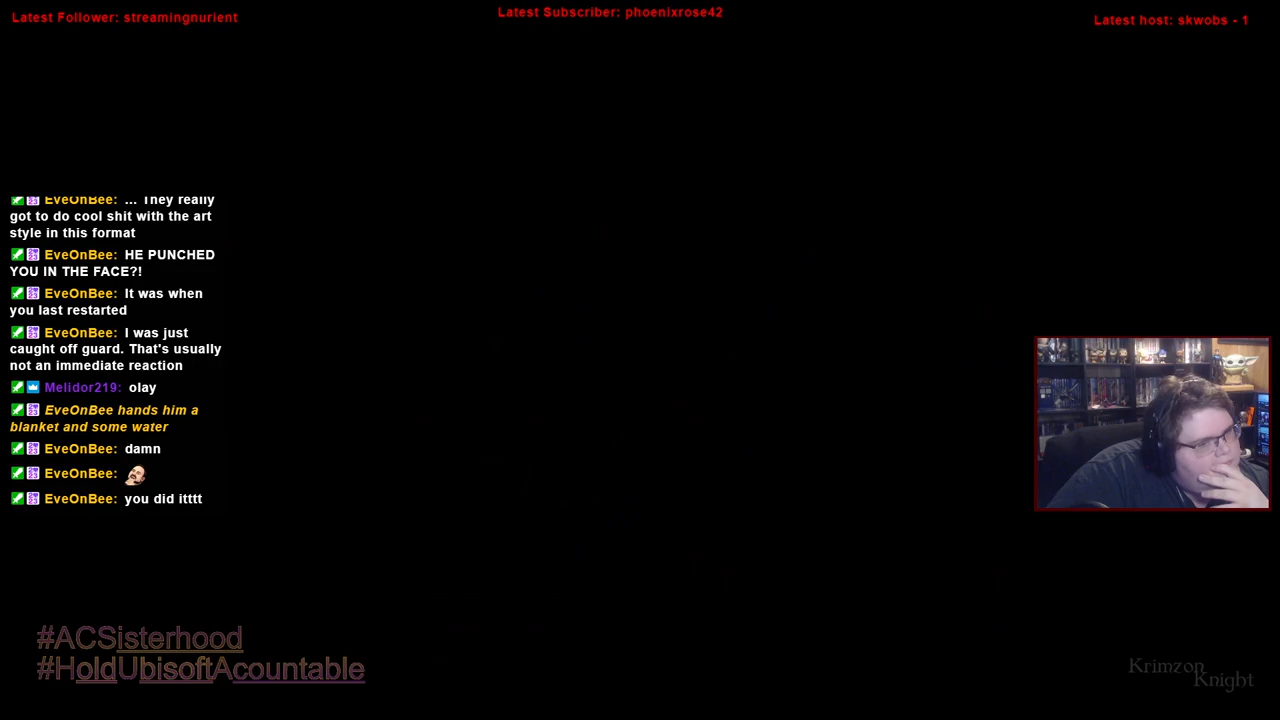 Latest Follower: streamingnurient
Latest Subscriber: phoenixrose42
Latest host: skwobs - 1
EveOnBee: ... They really
got to do cool shit with the art
style in this format
EveOnBee: HE PUNCHED
YOU IN THE FACE?!
EveOnBee: It was when
you last restarted
EveOnBee: I was just
caught off guard. That's usually
not an immediate reaction
Melidor219: olay
EveOnBee hands him a
blanket and some water
EveOnBee: damn
EveOnBee:
EveOnBee: you did itttt
#ACSisterhood
#HoldUbisoftAcountable
Krimzon
Knight